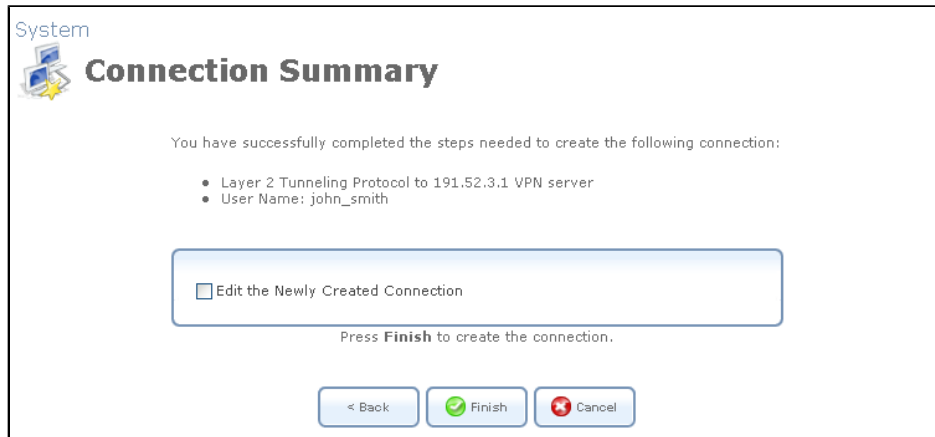 System
Connection Summary
You have successfully completed the steps needed to create the following connection:
● Layer 2 Tunneling Protocol to 191.52.3.1 VPN server
● User Name: john_smith
Edit the Newly Created Connection
Press Finish to create the connection.
< Back Finish Cancel